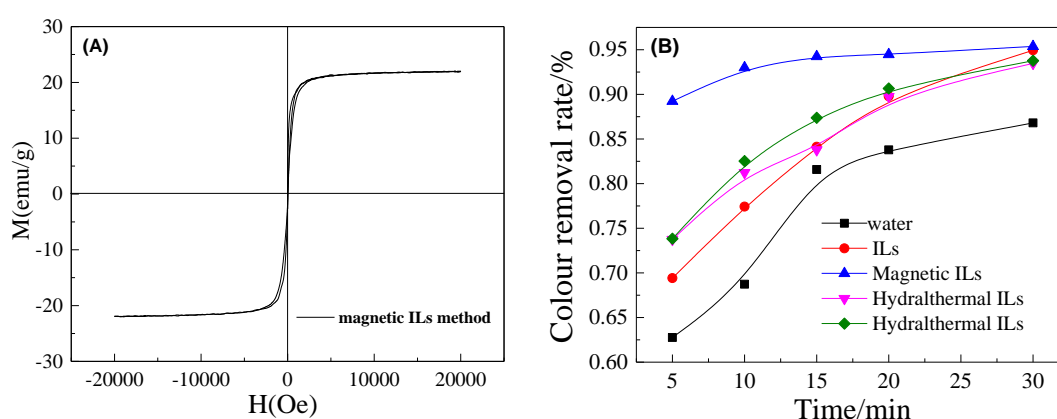 (A)
30
20
10
0
-10
-20
-30
M(emu/g)
-20000 -10000 0 10000 20000
H(Oe)
magnetic ILs method
(B)
0.95
0.90
0.85
0.80
0.75
0.70
0.65
0.60
Colour removal rate/%
5 10 15 20 25 30
Time/min
water
ILs
Magnetic ILs
Hydralthermal ILs
Hydralthermal ILs